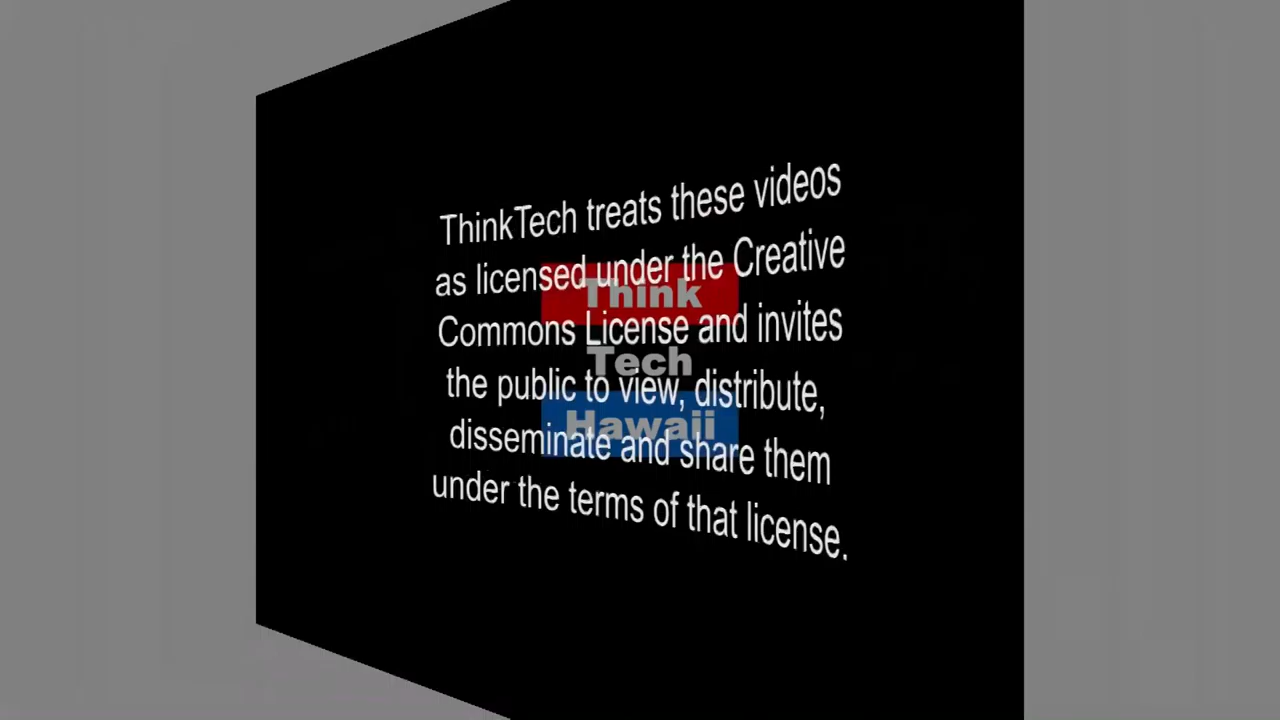 ThinkTech treats these videos
as licensed under the Creative
Commons License and invites
the public to view, distribute,
disseminate and share them
under the terms of that license.
Think
Tech
Hawaii